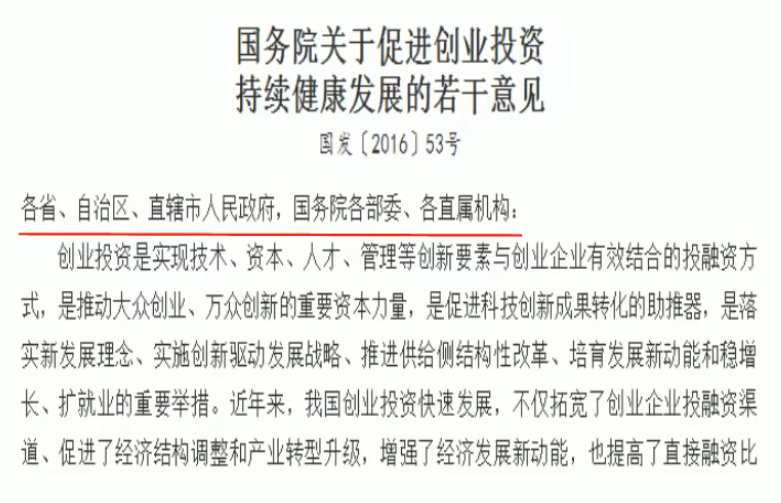 国务院关于促进创业投资
持续健康发展的若干意见
国发〔2016〕53号
各省、自治区、直辖市人民政府，国务院各部委、各直属机构：
创业投资是实现技术、资本、人才、管理等创新要素与创业企业有效结合的投融资方
式，是推动大众创业、万众创新的重要资本力量，是促进科技创新成果转化的助推器，是落
实新发展理念、实施创新驱动发展战略、推进供给侧结构性改革、培育发展新动能和稳增
长、扩就业的重要举措。近年来，我国创业投资快速发展，不仅拓宽了创业企业投融资渠
道、促进了经济结构调整和产业转型升级，增强了经济发展新动能，也提高了直接融资比